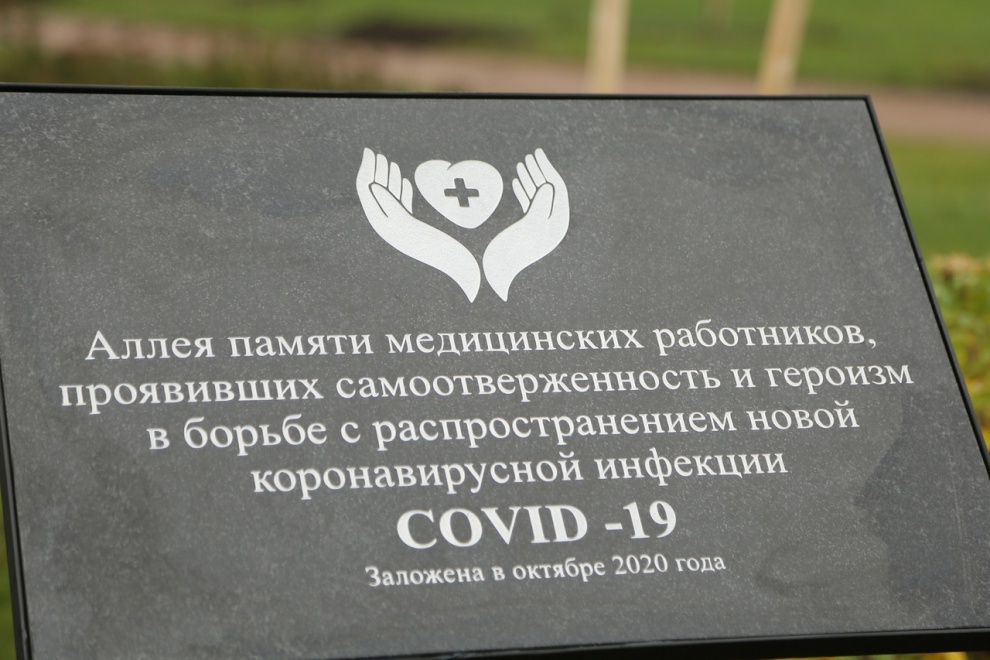 Аллея памяти медицинских работников,
проявивших самоотверженность и героизм
в борьбе с распространением новой
коронавирусной инфекции
COVID -19
Заложена в октябре 2020 года